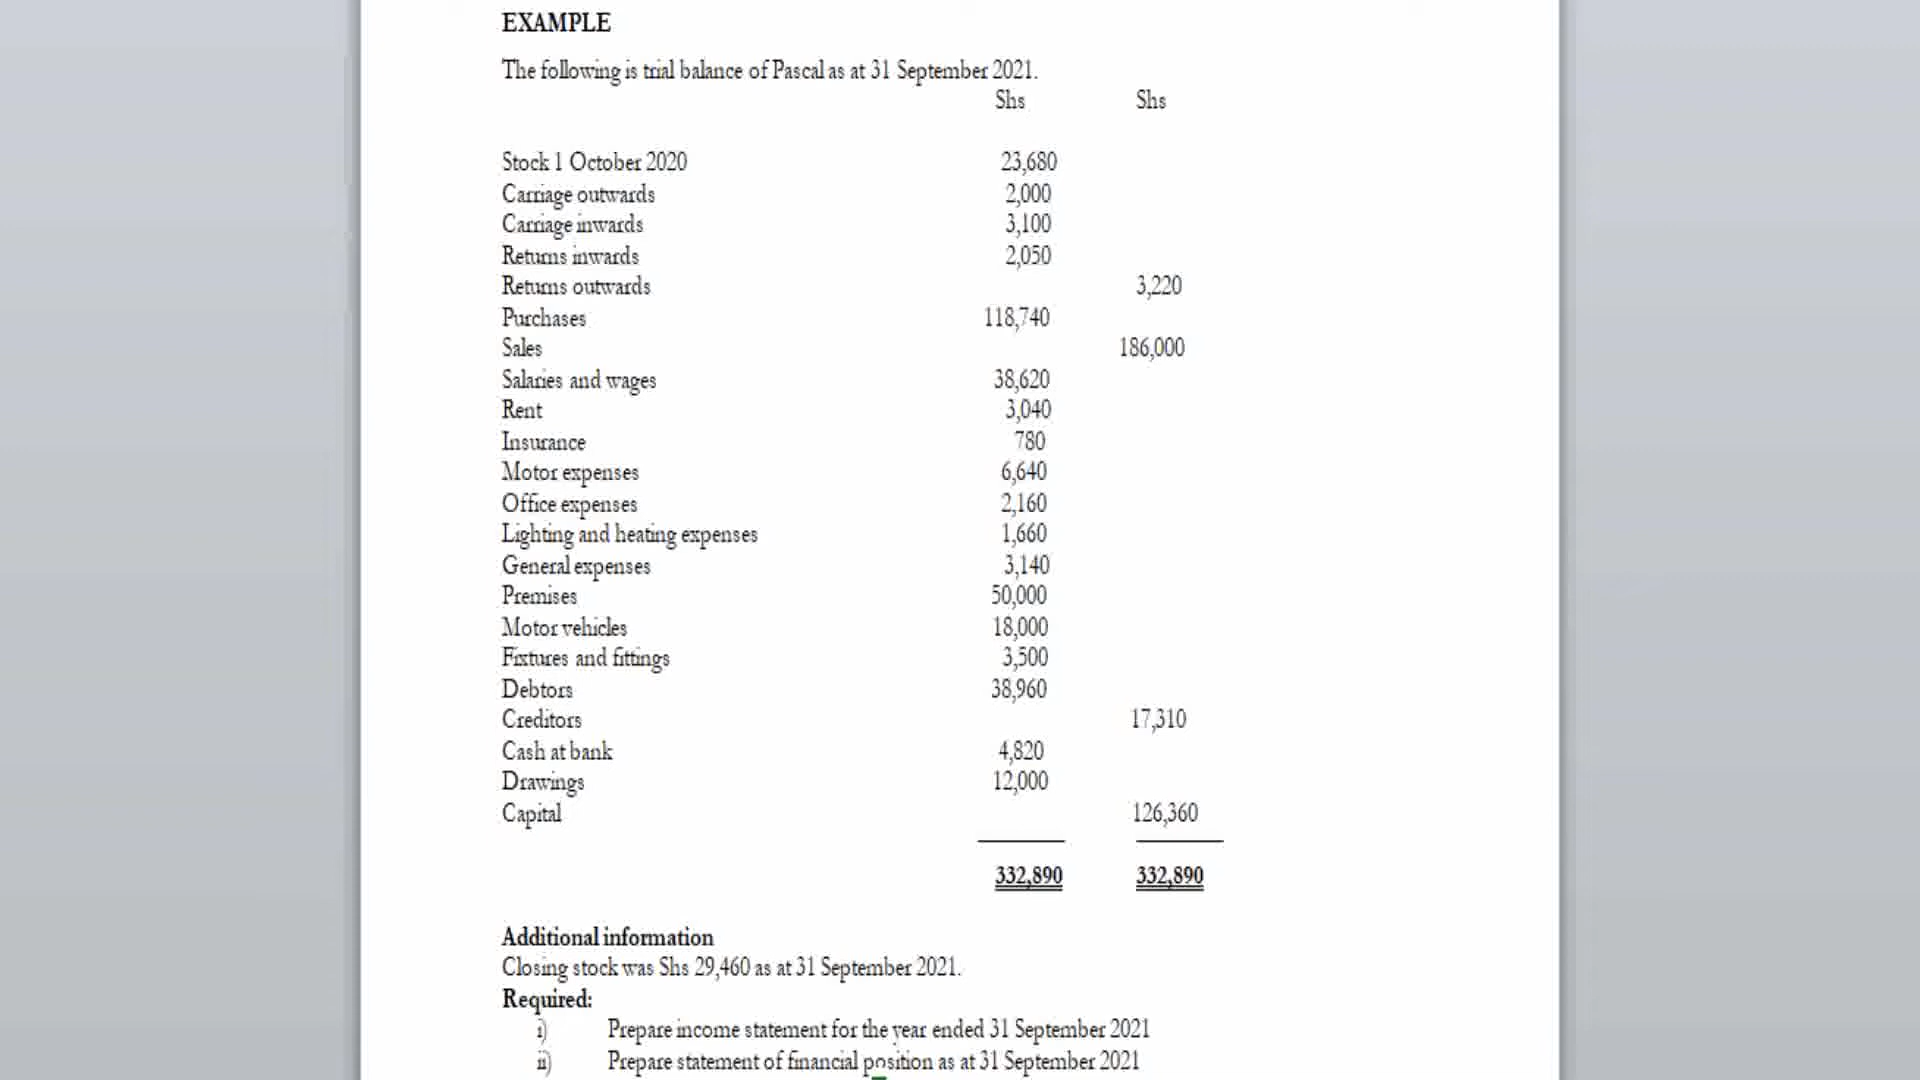 EXAMPLE
The following is trial balance of Pascal as at 31 September 2021.
Shs Shs
Stock 1 October 2020 23,680
Carriage outwards 2,000
Carriage inwards 3,100
Returns inwards 2,050
Returns outwards 3,220
Purchases 118,740
Sales 186,000
Salaries and wages 38,620
Rent 3,040
Insurance 780
Motor expenses 6,640
Office expenses 2,160
Lighting and heating expenses 1,660
General expenses 3,140
Premises 50,000
Motor vehicles 18,000
Fixtures and fittings 3,500
Debtors 38,960
Creditors 17,310
Cash at bank 4,820
Drawings 12,000
Capital 126,360
332,890 332,890
Additional information
Closing stock was Shs 29,460 as at 31 September 2021.
Required:
i) Prepare income statement for the year ended 31 September 2021
ii) Prepare statement of financial position as at 31 September 2021